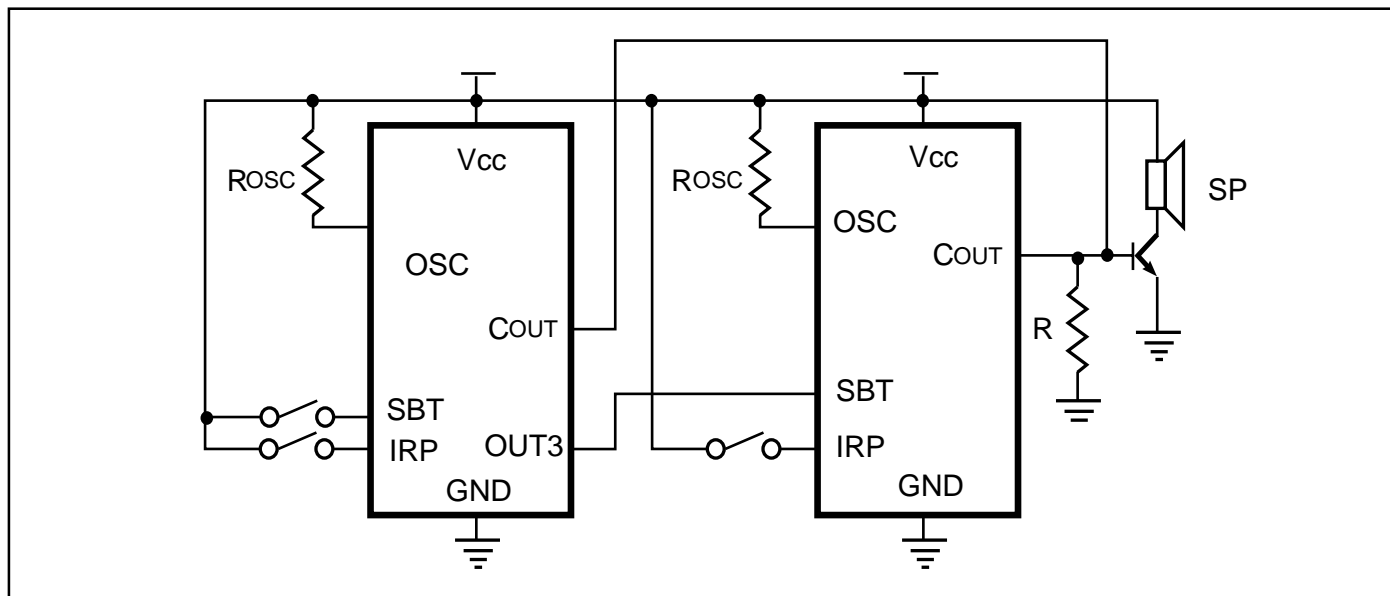 Vcc
ROSC
OSC
COUT
SBT
IRP
OUT3
GND
Vcc
ROSC
OSC
COUT
SBT
IRP
GND
R
SP